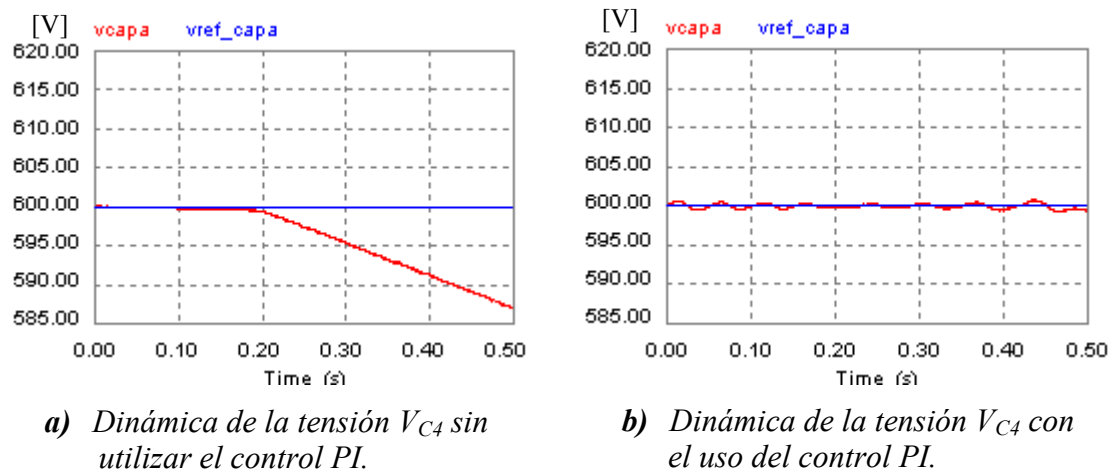 [V]
vcapa vref_capa
620.00
615.00
610.00
605.00
600.00
595.00
590.00
585.00
0.00 0.10 0.20 0.30 0.40 0.50
Time (s)
a) Dinámica de la tensión VC4 sin
utilizar el control PI.
[V]
vcapa vref_capa
620.00
615.00
610.00
605.00
600.00
595.00
590.00
585.00
0.00 0.10 0.20 0.30 0.40 0.50
Time (s)
b) Dinámica de la tensión VC4 con
el uso del control PI.